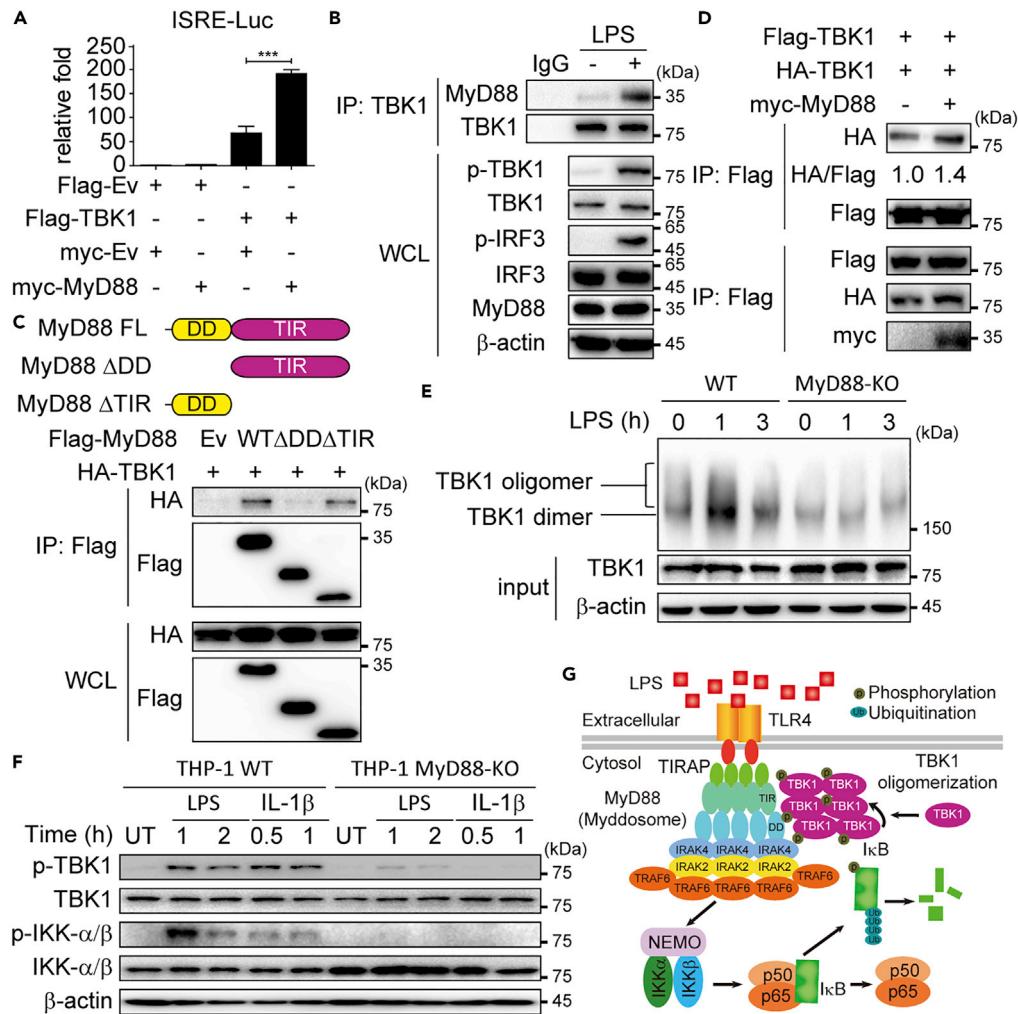 A
ISRE-Luc
relative fold
250
200
150
100
50
0
***
Flag-Ev + + - -
Flag-TBK1 - - + +
myc-Ev + - + -
myc-MyD88 - + - +
B
LPS
IgG - + (kDa)
IP: TBK1
MyD88 35
TBK1 75
WCL
p-TBK1 75
TBK1 75
p-IRF3 65 45
IRF3 65 45
MyD88 35
β-actin 45
C
MyD88 FL DD TIR
MyD88 ΔDD TIR
MyD88 ΔTIR DD
Flag-MyD88 Ev WT ΔDD ΔTIR
HA-TBK1 + + + + (kDa)
IP: Flag
HA 75
Flag 35
WCL
HA 75
Flag 35
D
Flag-TBK1 + +
HA-TBK1 + +
myc-MyD88 - + (kDa)
IP: Flag
HA 75
HA/Flag 1.0 1.4
Flag 75
IP: Flag
Flag 75
HA 75
myc 35
E
WT MyD88-KO
LPS (h) 0 1 3 0 1 3 (kDa)
TBK1 oligomer
TBK1 dimer
150
input
TBK1 75
β-actin 45
F
THP-1 WT THP-1 MyD88-KO
LPS IL-1β LPS IL-1β
Time (h) UT 1 2 0.5 1 UT 1 2 0.5 1
(kDa)
p-TBK1 75
TBK1 75
p-IKK-α/β 75
IKK-α/β 75
β-actin 45
G
LPS
p Phosphorylation
Ub Ubiquitination
Extracellular TLR4
Cytosol
TIRAP
TBK1
oligomerization
MyD88
(Myddosome)
TIR
DD
p p p p p p
TBK1 TBK1
TBK1 TBK1
TBK1 TBK1
TBK1
IRAK4 IRAK4 IRAK4
IRAK2 IRAK2 IRAK2
TRAF6 TRAF6 TRAF6 TRAF6 TRAF6
IκB
p
Ub
Ub
Ub
Ub
NEMO
IKKα IKKβ
p50
p65
IκB
p50
p65